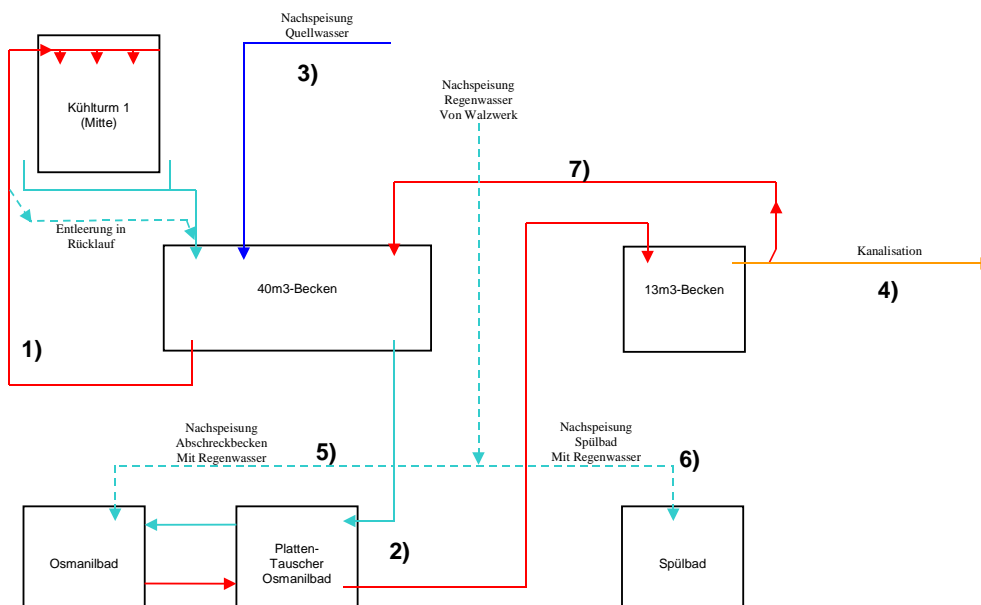 Nachspeisung
Quellwasser
3)
Kühlturm 1
(Mitte)
Nachspeisung
Regenwasser
Von Walzwerk
7)
Entleerung in
Rücklauf
40m3-Becken
13m3-Becken
Kanalisation
4)
1)
Nachspeisung
Abschreckbecken
Mit Regenwasser
5)
Nachspeisung
Spülbad
Mit Regenwasser
6)
Osmanilbad
Platten-
Tauscher
Osmanilbad
2)
Spülbad